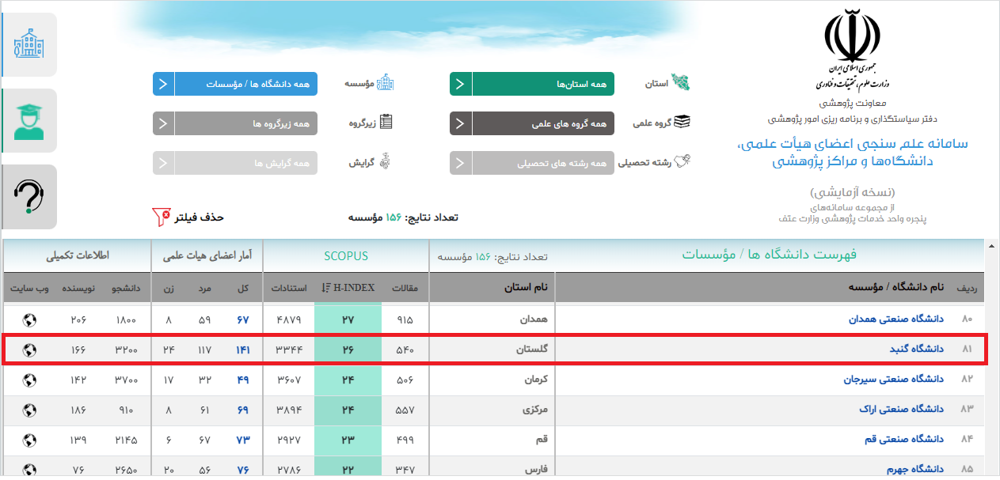 جمهوری اسلامی ایران
وزارت علوم، تحقیقات و فناوری
معاونت پژوهشی
دفتر سیاستگذاری و برنامه ریزی امور پژوهشی
سامانه علم سنجی اعضای هیأت علمی،
دانشگاه‌ها و مراکز پژوهشی
(نسخه آزمایشی)
از مجموعه سامانه‌های
پنجره واحد خدمات پژوهشی وزارت عتف
استان همه استان‌ها مؤسسه همه دانشگاه ها / مؤسسات
گروه علمی همه گروه های علمی زیرگروه همه زیرگروه ها
رشته تحصیلی همه رشته های تحصیلی گرایش همه گرایش ها
تعداد نتایج: ۱۵۶ مؤسسه حذف فیلتر
فهرست دانشگاه ها / مؤسسات تعداد نتایج: ۱۵۶ مؤسسه SCOPUS آمار اعضای هیات علمی اطلاعات تکمیلی
ردیف نام دانشگاه / مؤسسه نام استان مقالات H-INDEX استنادات کل مرد زن دانشجو نویسنده وب سایت
۸۰ دانشگاه صنعتی همدان همدان ۹۱۵ ۲۷ ۴۸۷۹ ۶۷ ۵۹ ۸ ۱۸۰۰ ۲۰۶
۸۱ دانشگاه گنبد گلستان ۵۴۰ ۲۶ ۳۳۴۴ ۱۴۱ ۱۱۷ ۲۴ ۳۲۰۰ ۱۶۶
۸۲ دانشگاه صنعتی سیرجان کرمان ۵۰۶ ۲۴ ۳۶۰۷ ۴۹ ۳۲ ۱۷ ۳۷۰۰ ۱۴۲
۸۳ دانشگاه صنعتی اراک مرکزی ۵۵۷ ۲۴ ۳۸۹۴ ۶۹ ۶۱ ۸ ۹۱۰ ۱۸۶
۸۴ دانشگاه صنعتی قم قم ۴۹۹ ۲۳ ۲۹۲۷ ۷۳ ۶۷ ۶ ۲۱۴۵ ۱۳۹
۸۵ دانشگاه جهرم فارس ۳۴۷ ۲۲ ۲۷۸۶ ۷۶ ۵۶ ۲۰ ۲۶۵۰ ۷۶